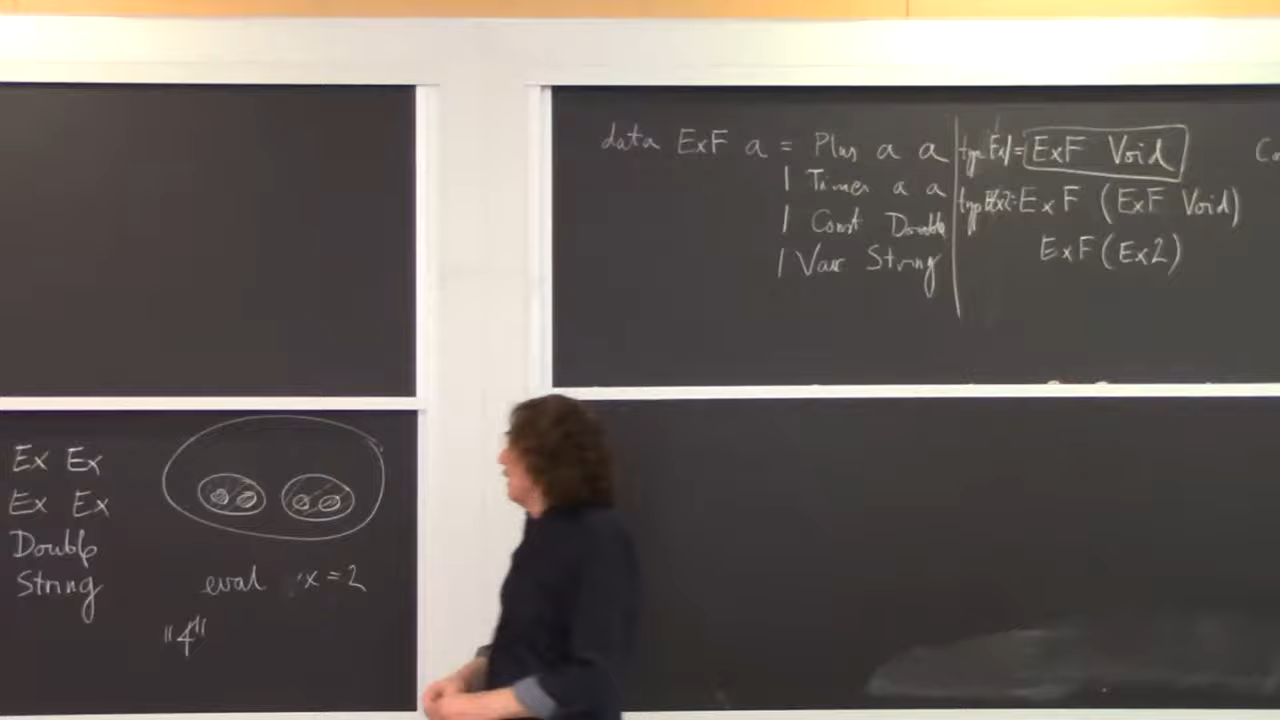 data ExF a = Plus a a
| Times a a
| Const Double
| Var String
type Ex1 = ExF Void
type Ex2 = ExF (ExF Void)
ExF (Ex2)
Ex Ex
Ex Ex
Double
String
eval x = 2
"4"